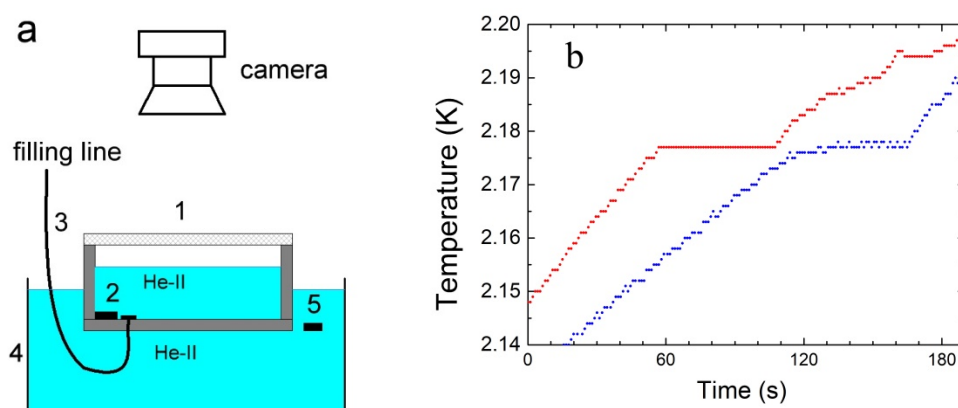 a
camera
filling line
1
3
He-II
2
5
4
He-II
b
2.20
2.19
2.18
2.17
2.16
2.15
2.14
Temperature (K)
0
60
120
180
Time (s)